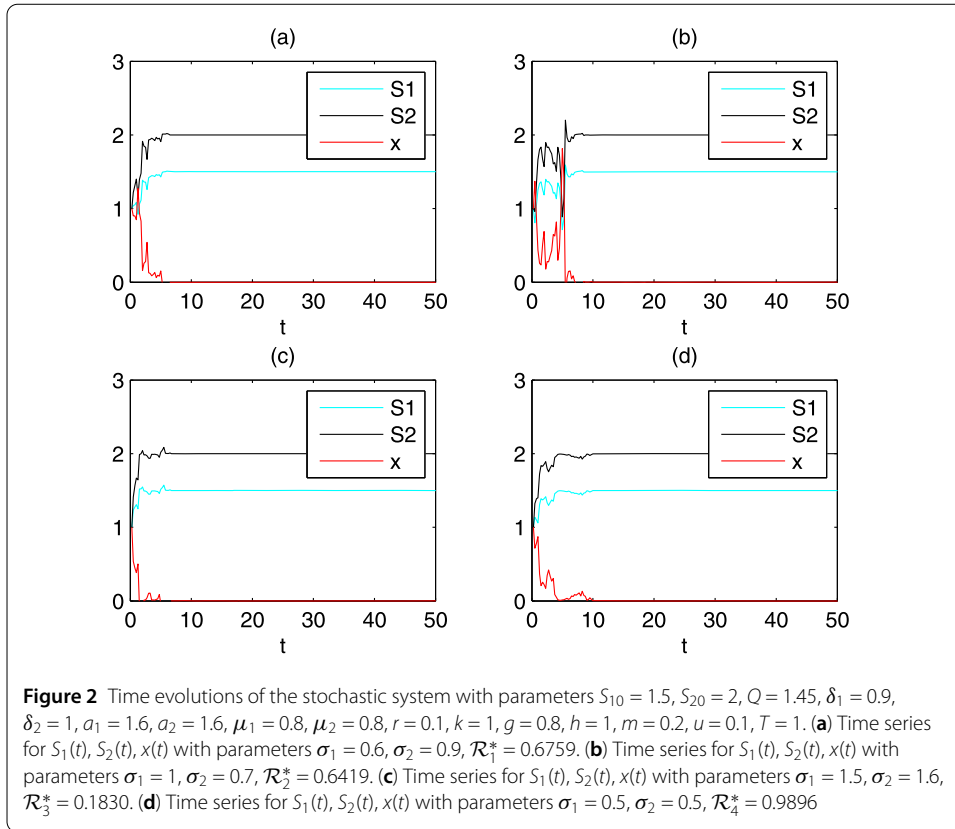 (a)
3
2
1
0
S1
S2
x
0 10 20 30 40 50
t
(b)
3
2
1
0
S1
S2
x
0 10 20 30 40 50
t
(c)
3
2
1
0
S1
S2
x
0 10 20 30 40 50
t
(d)
3
2
1
0
S1
S2
x
0 10 20 30 40 50
t
Figure 2 Time evolutions of the stochastic system with parameters S₁₀ = 1.5, S₂₀ = 2, Q = 1.45, δ₁ = 0.9,
δ₂ = 1, a₁ = 1.6, a₂ = 1.6, μ₁ = 0.8, μ₂ = 0.8, r = 0.1, k = 1, g = 0.8, h = 1, m = 0.2, u = 0.1, T = 1. (a) Time series
for S₁(t), S₂(t), x(t) with parameters σ₁ = 0.6, σ₂ = 0.9, ℛ₁* = 0.6759. (b) Time series for S₁(t), S₂(t), x(t) with
parameters σ₁ = 1, σ₂ = 0.7, ℛ₂* = 0.6419. (c) Time series for S₁(t), S₂(t), x(t) with parameters σ₁ = 1.5, σ₂ = 1.6,
ℛ₃* = 0.1830. (d) Time series for S₁(t), S₂(t), x(t) with parameters σ₁ = 0.5, σ₂ = 0.5, ℛ₄* = 0.9896